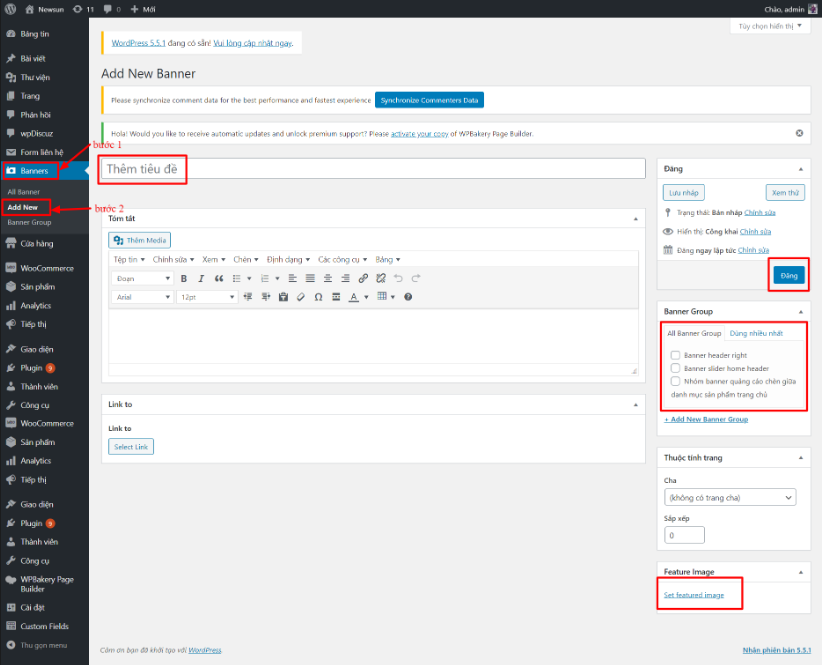 Newsun 11 0 + Mới
Chào, admin
Tùy chọn hiển thị
Bảng tin
Bài viết
Thư viện
Trang
Phản hồi
wpDiscuz
Form liên hệ
Banners
All Banner
Add New
Banner Group
Cửa hàng
WooCommerce
Sản phẩm
Analytics
Tiếp thị
Giao diện
Plugin 9
Thành viên
Công cụ
WooCommerce
Sản phẩm
Analytics
Tiếp thị
Giao diện
Plugin 9
Thành viên
Công cụ
WPBakery Page
Builder
Cài đặt
Custom Fields
Thu gọn menu
bước 1
bước 2
WordPress 5.5.1 đang có sẵn! Vui lòng cập nhật ngay.
Add New Banner
Please synchronize comment data for the best performance and fastest experience Synchronize Commenters Data
Hola! Would you like to receive automatic updates and unlock premium support? Please activate your copy of WPBakery Page Builder.
Thêm tiêu đề
Tóm tắt
Thêm Media
Tệp tin Chỉnh sửa Xem Chèn Định dạng Các công cụ Bảng
Đoạn B I
Arial 12pt A
Link to
Link to
Select Link
Đăng
Lưu nháp Xem thử
Trạng thái: Bản nháp Chỉnh sửa
Hiển thị: Công khai Chỉnh sửa
Đăng ngay lập tức Chỉnh sửa
Đăng
Banner Group
All Banner Group Dùng nhiều nhất
Banner header right
Banner slider home header
Nhóm banner quảng cáo chèn giữa
danh mục sản phẩm trang chủ
+ Add New Banner Group
Thuộc tính trang
Cha
(không có trang cha)
Sắp xếp
0
Feature Image
Set featured image
Cảm ơn bạn đã khởi tạo với WordPress.
Nhận phiên bản 5.5.1